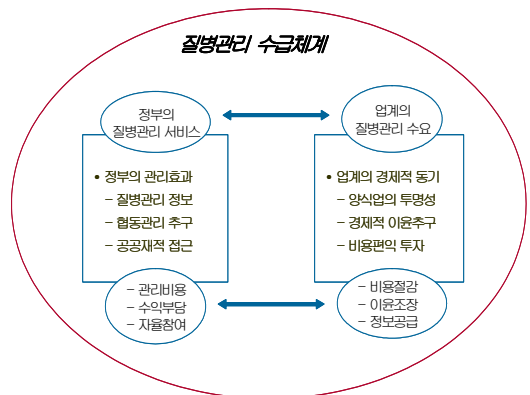 질병관리 수급체계
정부의
질병관리 서비스
업계의
질병관리 수요
• 정부의 관리효과
– 질병관리 정보
– 협동관리 추구
– 공공재적 접근
• 업계의 경제적 동기
– 양식업의 투명성
– 경제적 이윤추구
– 비용편익 투자
– 관리비용
– 수익부담
– 자율참여
– 비용절감
– 이윤조장
– 정보공급